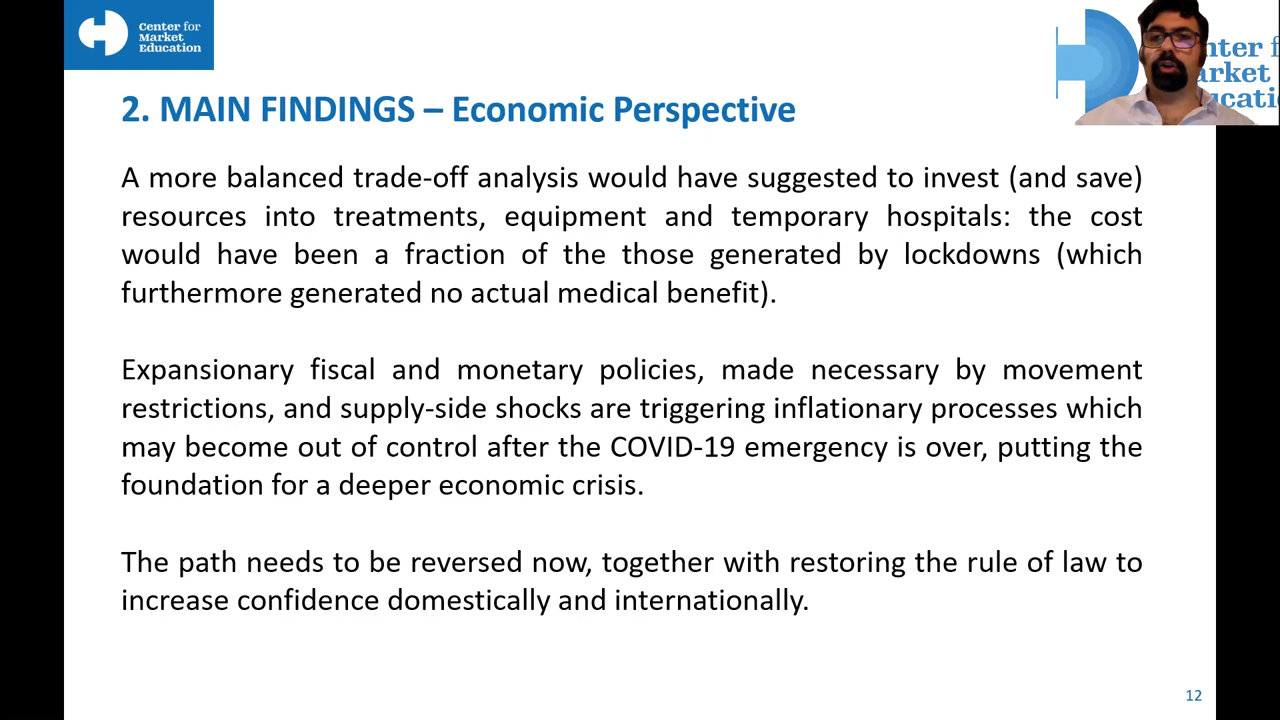 Center for
Market
Education
nter f
arket
ucati
2. MAIN FINDINGS – Economic Perspective
A more balanced trade-off analysis would have suggested to invest (and save)
resources into treatments, equipment and temporary hospitals: the cost
would have been a fraction of the those generated by lockdowns (which
furthermore generated no actual medical benefit).
Expansionary fiscal and monetary policies, made necessary by movement
restrictions, and supply-side shocks are triggering inflationary processes which
may become out of control after the COVID-19 emergency is over, putting the
foundation for a deeper economic crisis.
The path needs to be reversed now, together with restoring the rule of law to
increase confidence domestically and internationally.
12